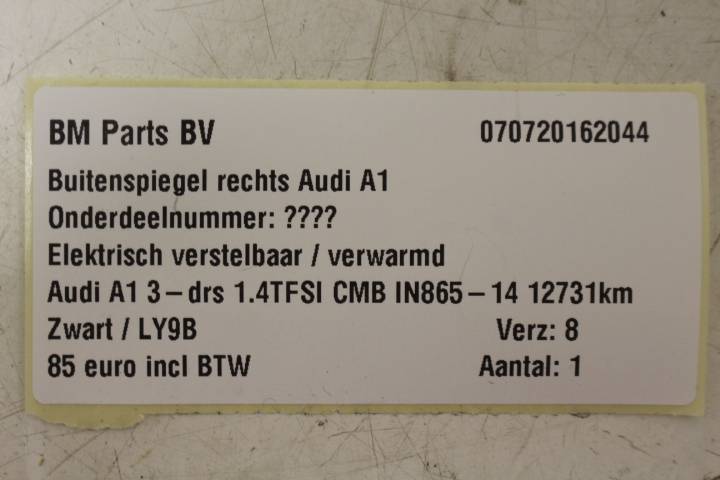 BM Parts BV 070720162044
Buitenspiegel rechts Audi A1
Onderdeelnummer: ????
Elektrisch verstelbaar / verwarmd
Audi A1 3-drs 1.4TFSI CMB IN865-14 12731km
Zwart / LY9B Verz: 8
85 euro incl BTW Aantal: 1